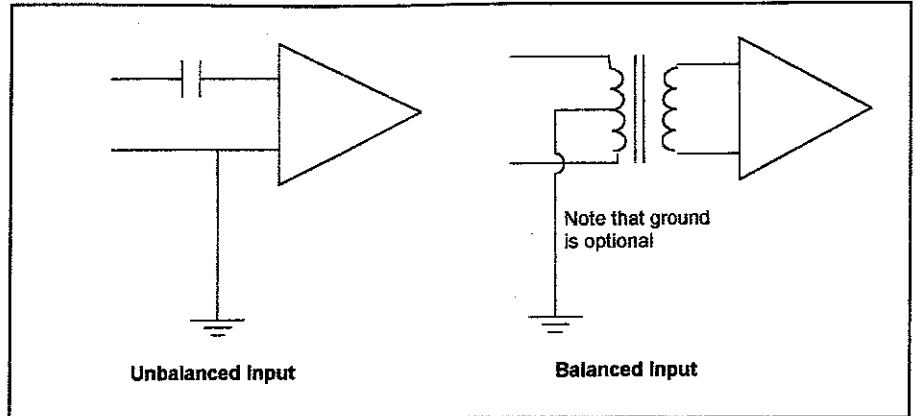 Note that ground
is optional
Unbalanced Input
Balanced Input